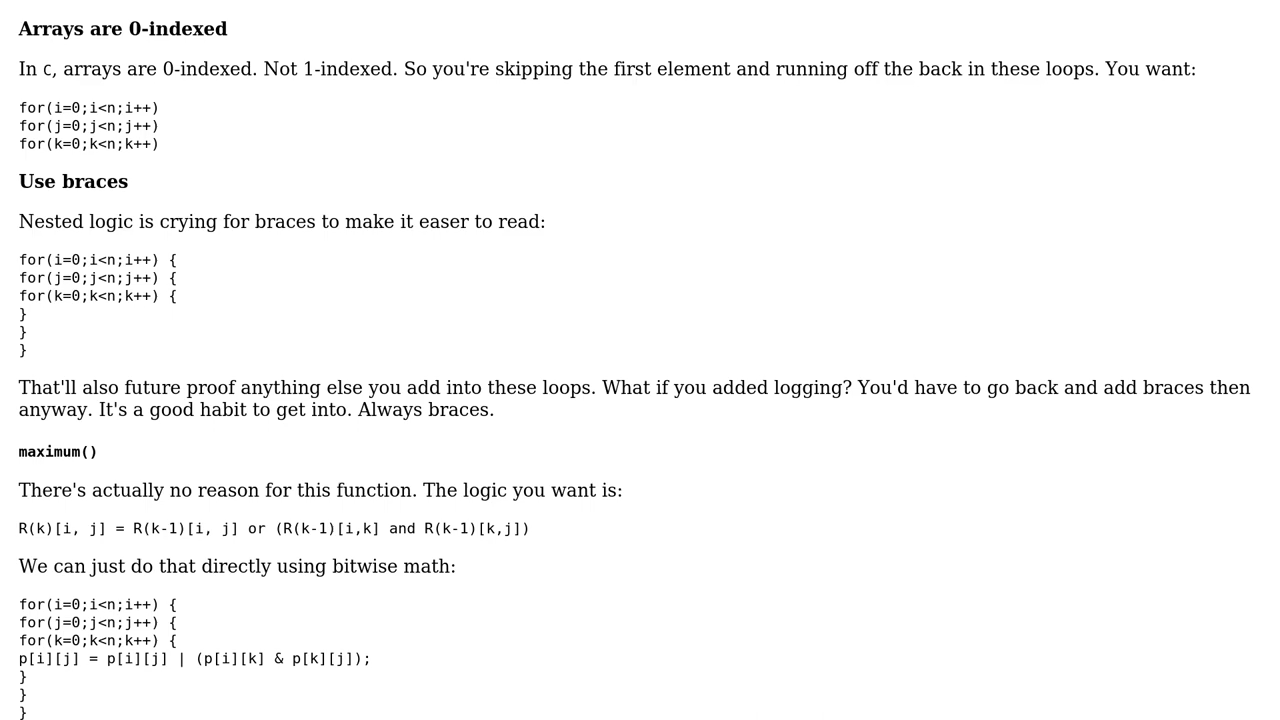 Arrays are 0-indexed
In C, arrays are 0-indexed. Not 1-indexed. So you're skipping the first element and running off the back in these loops. You want:
for(i=0;i<n;i++)
for(j=0;j<n;j++)
for(k=0;k<n;k++)
Use braces
Nested logic is crying for braces to make it easer to read:
for(i=0;i<n;i++) {
for(j=0;j<n;j++) {
for(k=0;k<n;k++) {
}
}
}
That'll also future proof anything else you add into these loops. What if you added logging? You'd have to go back and add braces then
anyway. It's a good habit to get into. Always braces.
maximum()
There's actually no reason for this function. The logic you want is:
R(k)[i, j] = R(k-1)[i, j] or (R(k-1)[i,k] and R(k-1)[k,j])
We can just do that directly using bitwise math:
for(i=0;i<n;i++) {
for(j=0;j<n;j++) {
for(k=0;k<n;k++) {
p[i][j] = p[i][j] | (p[i][k] & p[k][j]);
}
}
}